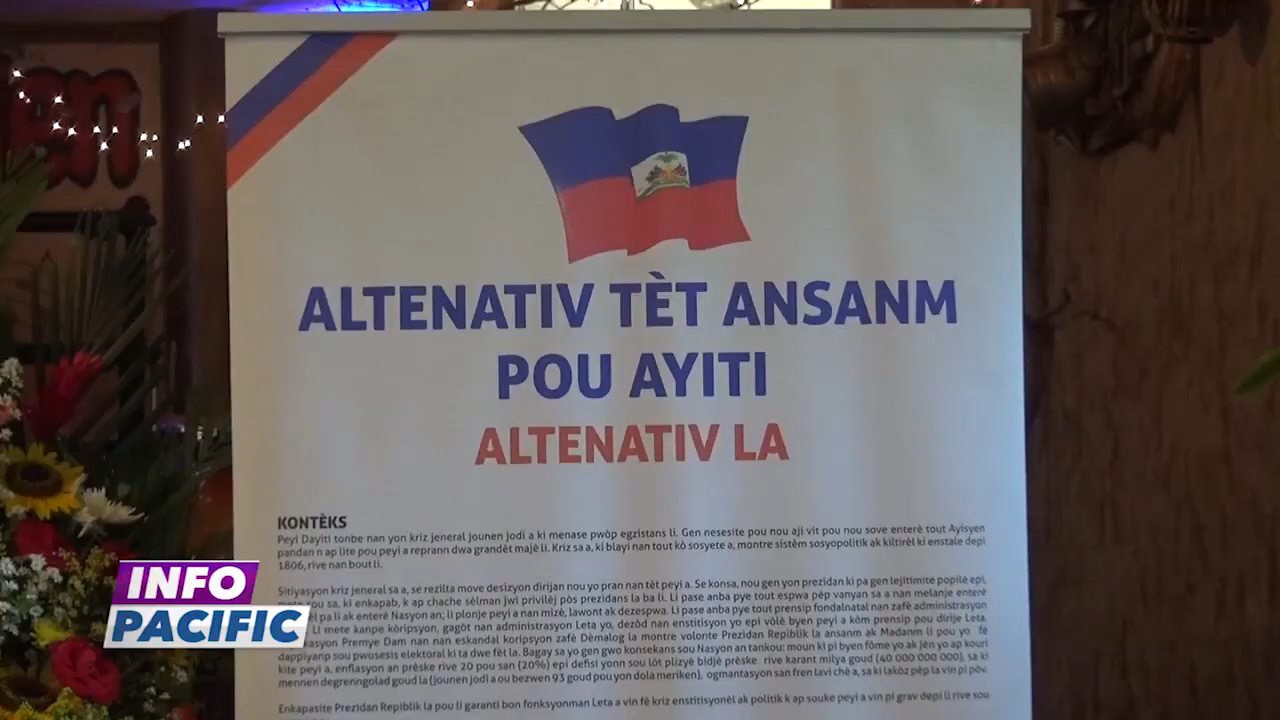 ALTENATIV TÈT ANSANM
POU AYITI
ALTENATIV LA
KONTÈKS
Peyi Dayiti tonbe nan yon kriz jeneral jounen jodi a ki menase pwòp egzistans li. Gen nesesite pou nou aji vit pou nou sove enterè tout Ayisyen
pandan n ap lite pou peyi a reprann dwa grandèt majè li. Kriz sa a, ki blayi nan tout kò sosyete a, montre sistèm sosyopolitik ak kiltirèl ki enstale depi
1806, rive nan bout li.
Sitiyasyon kriz jeneral sa a, se rezilta move desizyon dirijan nou yo pran nan tèt peyi a. Se konsa, nou gen yon prezidan ki pa gen lejitimite popilè epi,
sou sa, ki enkapab, k ap chache sèlman jwi privilèj pòs prezidans la ba li. Li pase anba pye tout espwa pèp vanyan sa a nan melanje enterè
pa li ak enterè Nasyon an; li plonje peyi a nan mizè, lawont ak dezespwa. Li pase anba pye tout prensip fondalnatal nan zafè administrasyon
Li mete kanpe kòripsyon, gagòt nan administrasyon Leta yo, dezòd nan enstitisyon yo epi vòlè byen peyi a kòm prensip pou dirije Leta.
Premye Dam nan nan eskandal koripsyon zafè Dèmalog la montre volonte Prezidan Repiblik la ansanm ak Madanm li pou yo fè
dappiyanp sou pwosesis elektoral ki ta dwe fèt la. Bagay sa yo gen gwo konsekans sou Nasyon an tankou: moun ki pi byen fòme yo ak jèn yo ap kouri
kite peyi a, enflasyon an prèske rive 20 pou san (20%) epi defisi yonn sou lòt plizyè bidjè prèske rive karant milya goud (40 000 000 000), sa ki
mennen degrenngolad goud la (jounen jodi a ou bezwen 93 goud pou yon dola meriken), ogmantasyon san fren lavi chè a, sa ki lakòz pèp la vin pi pòv.
Enkapasite Prezidan Repiblik la pou li garanti bon fonksyonman Leta a vin fè kriz enstitisyonèl ak politik k ap souke peyi a vin pi grav depi li rive sou
INFO
PACIFIC